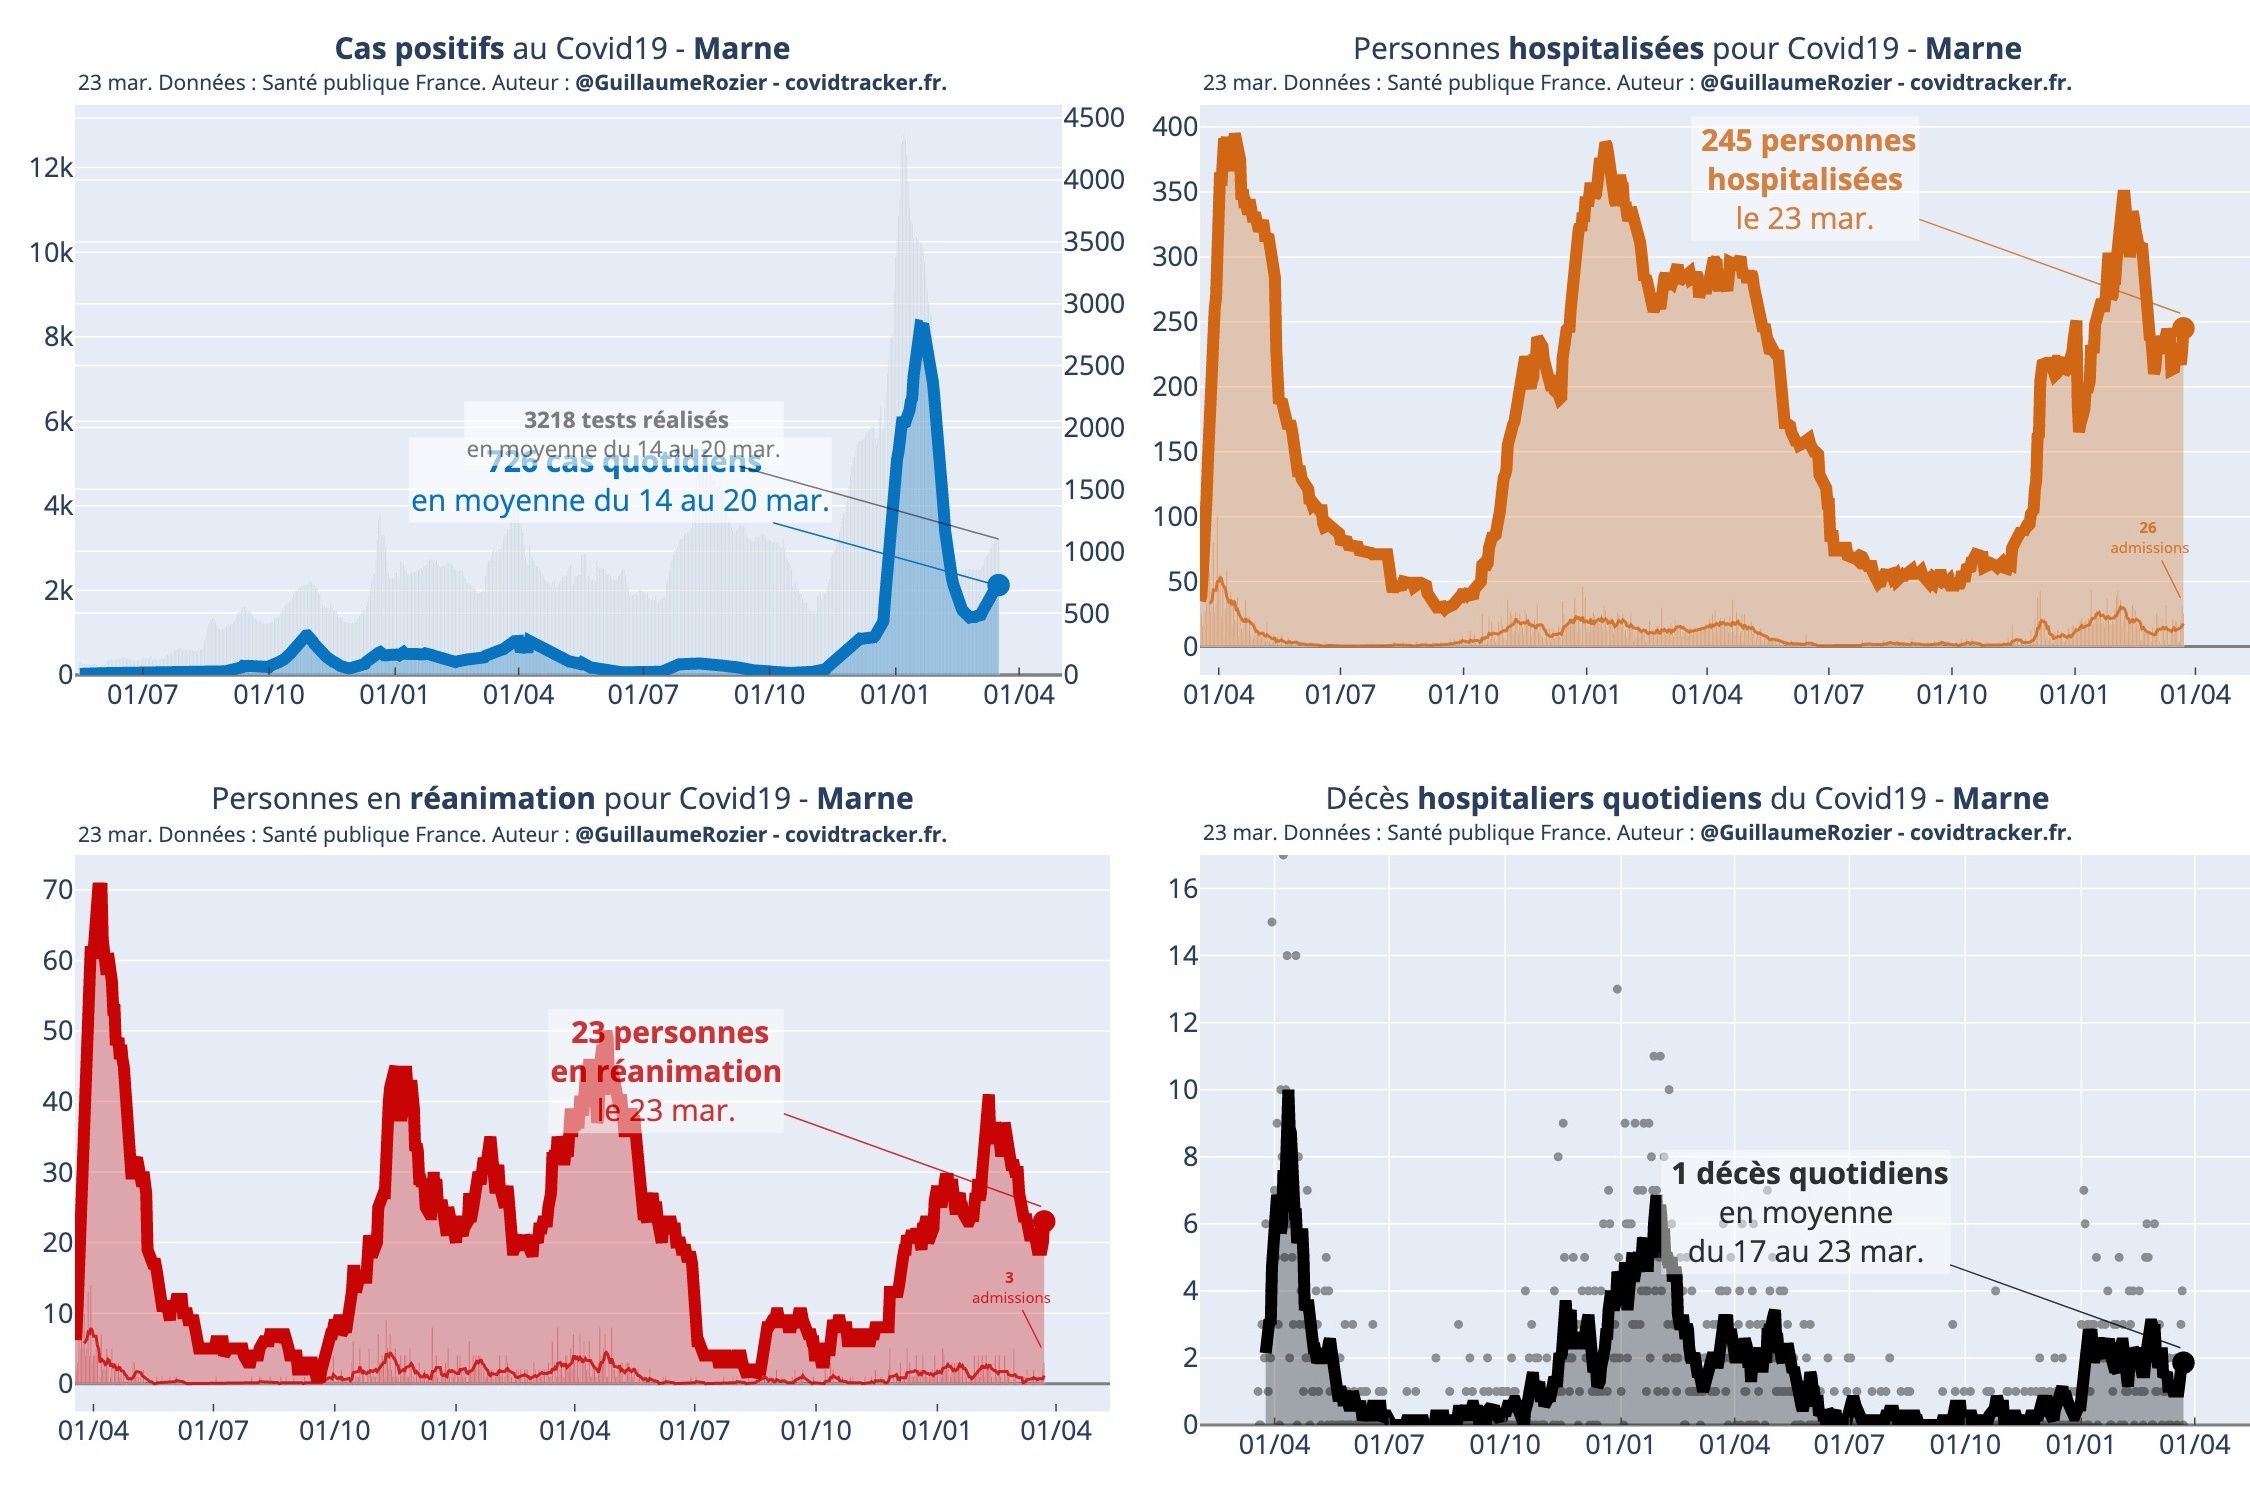 Cas positifs au Covid19 - Marne
23 mar. Données : Santé publique France. Auteur : @GuillaumeRozier - covidtracker.fr.
4500
12k
4000
10k
3500
3000
8k
2500
6k
2000
3218 tests réalisés
en moyenne du 14 au 20 mar.
726 cas quotidiens
en moyenne du 14 au 20 mar.
4k
1500
1000
2k
500
0
0
01/07 01/10 01/01 01/04 01/07 01/10 01/01 01/04
Personnes hospitalisées pour Covid19 - Marne
23 mar. Données : Santé publique France. Auteur : @GuillaumeRozier - covidtracker.fr.
400
350
300
250
200
150
100
50
0
245 personnes
hospitalisées
le 23 mar.
26
admissions
01/04 01/07 01/10 01/01 01/04 01/07 01/10 01/01 01/04
Personnes en réanimation pour Covid19 - Marne
23 mar. Données : Santé publique France. Auteur : @GuillaumeRozier - covidtracker.fr.
70
60
50
40
30
20
10
0
23 personnes
en réanimation
le 23 mar.
3
admissions
01/04 01/07 01/10 01/01 01/04 01/07 01/10 01/01 01/04
Décès hospitaliers quotidiens du Covid19 - Marne
23 mar. Données : Santé publique France. Auteur : @GuillaumeRozier - covidtracker.fr.
16
14
12
10
8
6
4
2
0
1 décès quotidiens
en moyenne
du 17 au 23 mar.
01/04 01/07 01/10 01/01 01/04 01/07 01/10 01/01 01/04